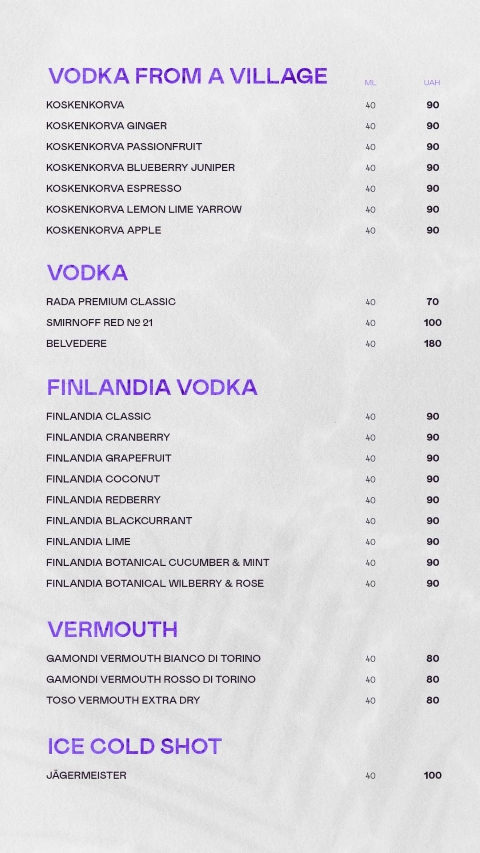 VODKA FROM A VILLAGE ML UAH
KOSKENKORVA 40 90
KOSKENKORVA GINGER 40 90
KOSKENKORVA PASSIONFRUIT 40 90
KOSKENKORVA BLUEBERRY JUNIPER 40 90
KOSKENKORVA ESPRESSO 40 90
KOSKENKORVA LEMON LIME YARROW 40 90
KOSKENKORVA APPLE 40 90
VODKA
RADA PREMIUM CLASSIC 40 70
SMIRNOFF RED № 21 40 100
BELVEDERE 40 180
FINLANDIA VODKA
FINLANDIA CLASSIC 40 90
FINLANDIA CRANBERRY 40 90
FINLANDIA GRAPEFRUIT 40 90
FINLANDIA COCONUT 40 90
FINLANDIA REDBERRY 40 90
FINLANDIA BLACKCURRANT 40 90
FINLANDIA LIME 40 90
FINLANDIA BOTANICAL CUCUMBER & MINT 40 90
FINLANDIA BOTANICAL WILBERRY & ROSE 40 90
VERMOUTH
GAMONDI VERMOUTH BIANCO DI TORINO 40 80
GAMONDI VERMOUTH ROSSO DI TORINO 40 80
TOSO VERMOUTH EXTRA DRY 40 80
ICE COLD SHOT
JÄGERMEISTER 40 100